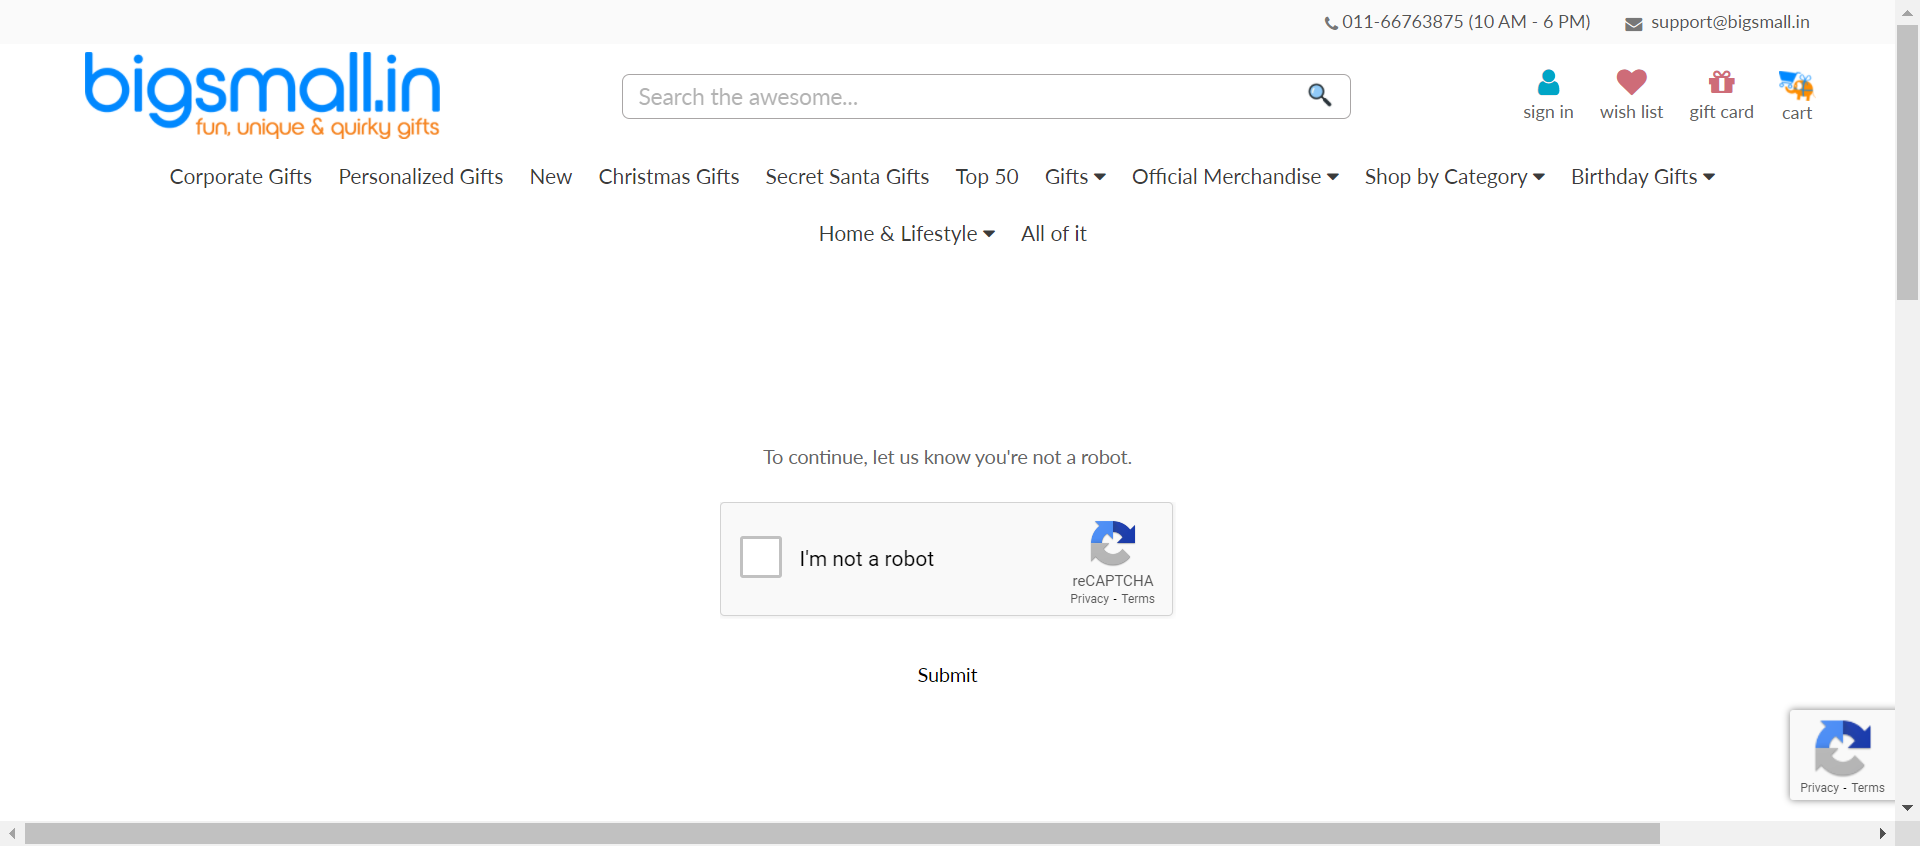 011-66763875 (10 AM - 6 PM) support@bigsmall.in
bigsmall.in
fun, unique & quirky gifts
Search the awesome...
sign in wish list gift card cart
Corporate Gifts Personalized Gifts New Christmas Gifts Secret Santa Gifts Top 50 Gifts Official Merchandise Shop by Category Birthday Gifts
Home & Lifestyle All of it
To continue, let us know you're not a robot.
I'm not a robot
reCAPTCHA
Privacy - Terms
Submit
Privacy - Terms